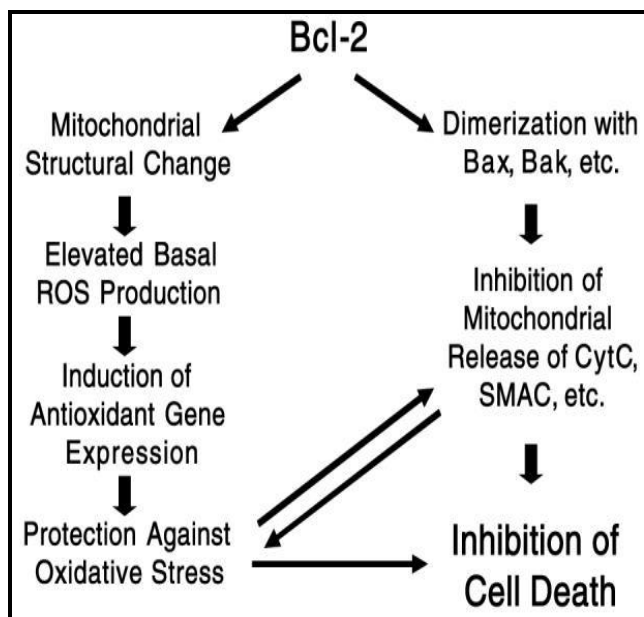 Bcl-2
Mitochondrial
Structural Change
Elevated Basal
ROS Production
Induction of
Antioxidant Gene
Expression
Protection Against
Oxidative Stress
Dimerization with
Bax, Bak, etc.
Inhibition of
Mitochondrial
Release of CytC,
SMAC, etc.
Inhibition of
Cell Death